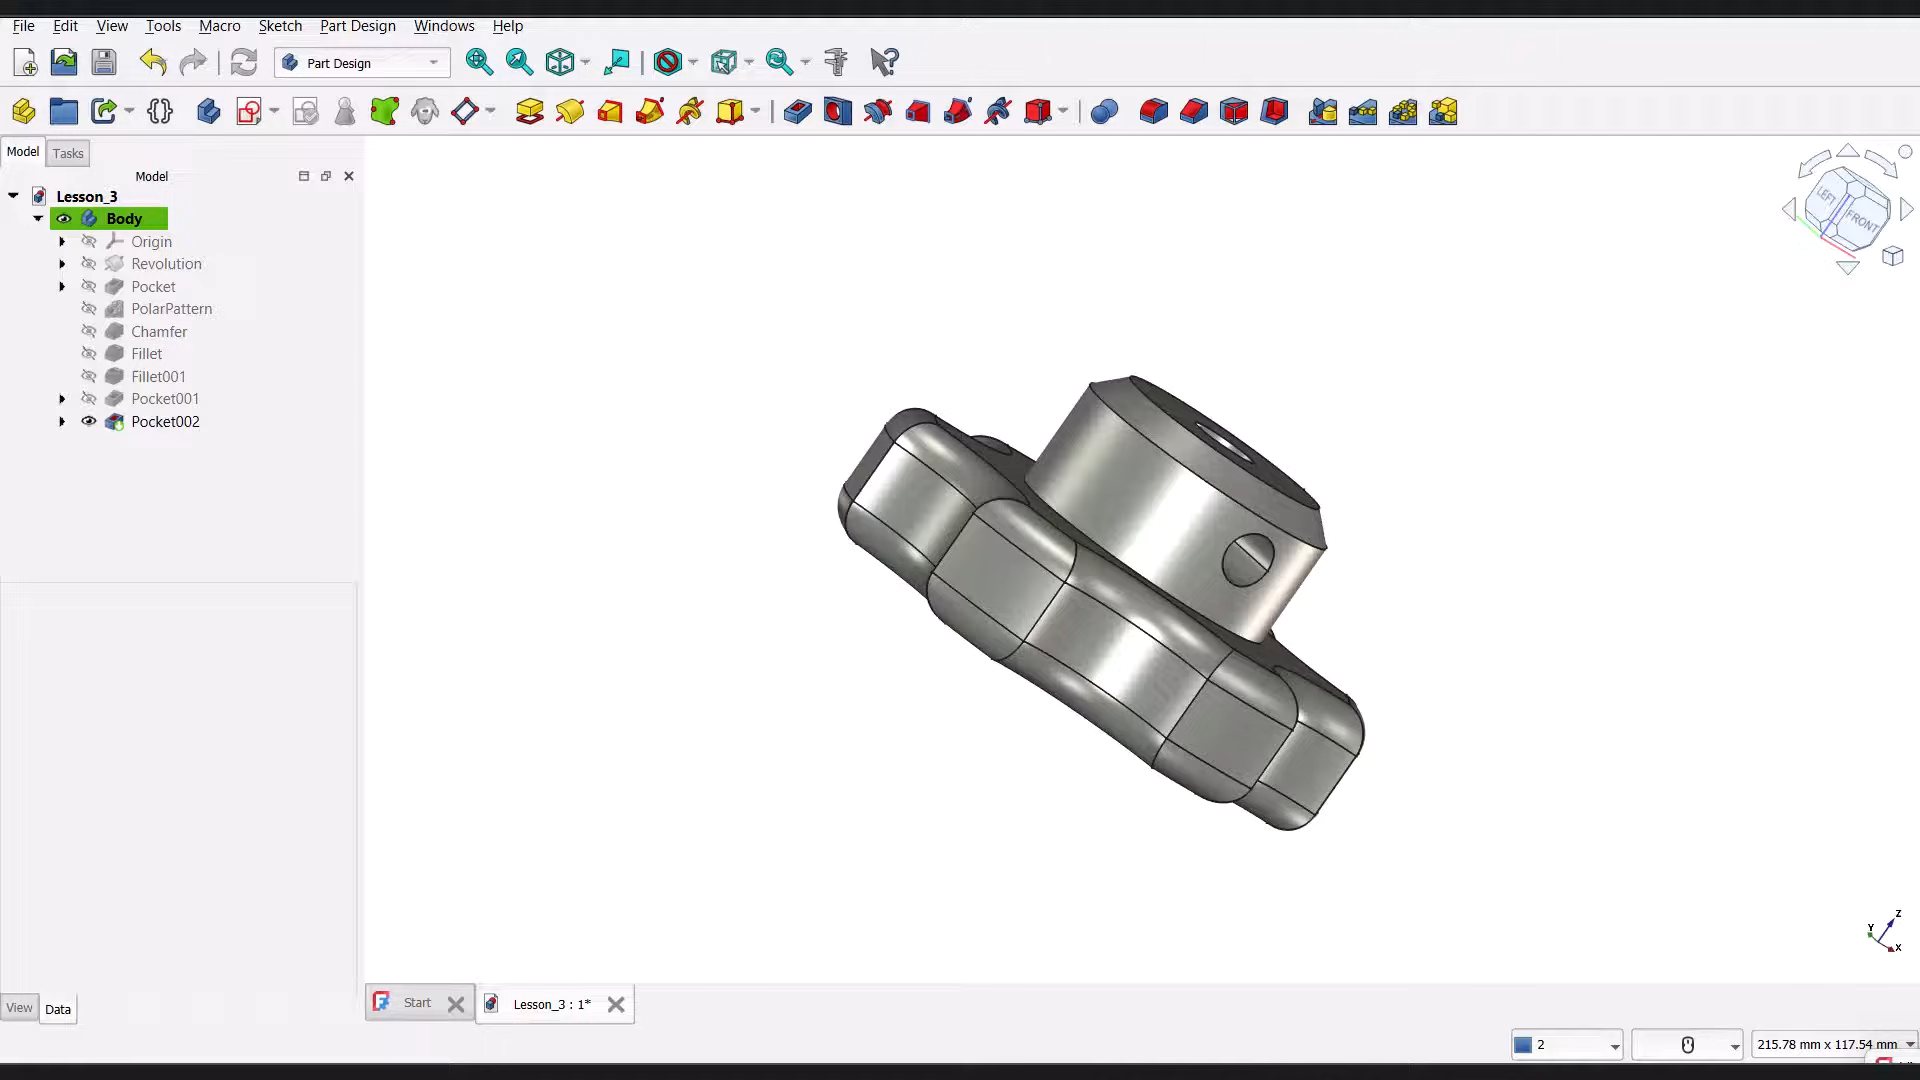 File Edit View Tools Macro Sketch Part Design Windows Help
Part Design
Model Tasks
Model
Lesson_3
Body
Origin
Revolution
Pocket
PolarPattern
Chamfer
Fillet
Fillet001
Pocket001
Pocket002
LEFT
FRONT
Z
Y
X
View Data
Start
Lesson_3 : 1*
2
215.78 mm x 117.54 mm